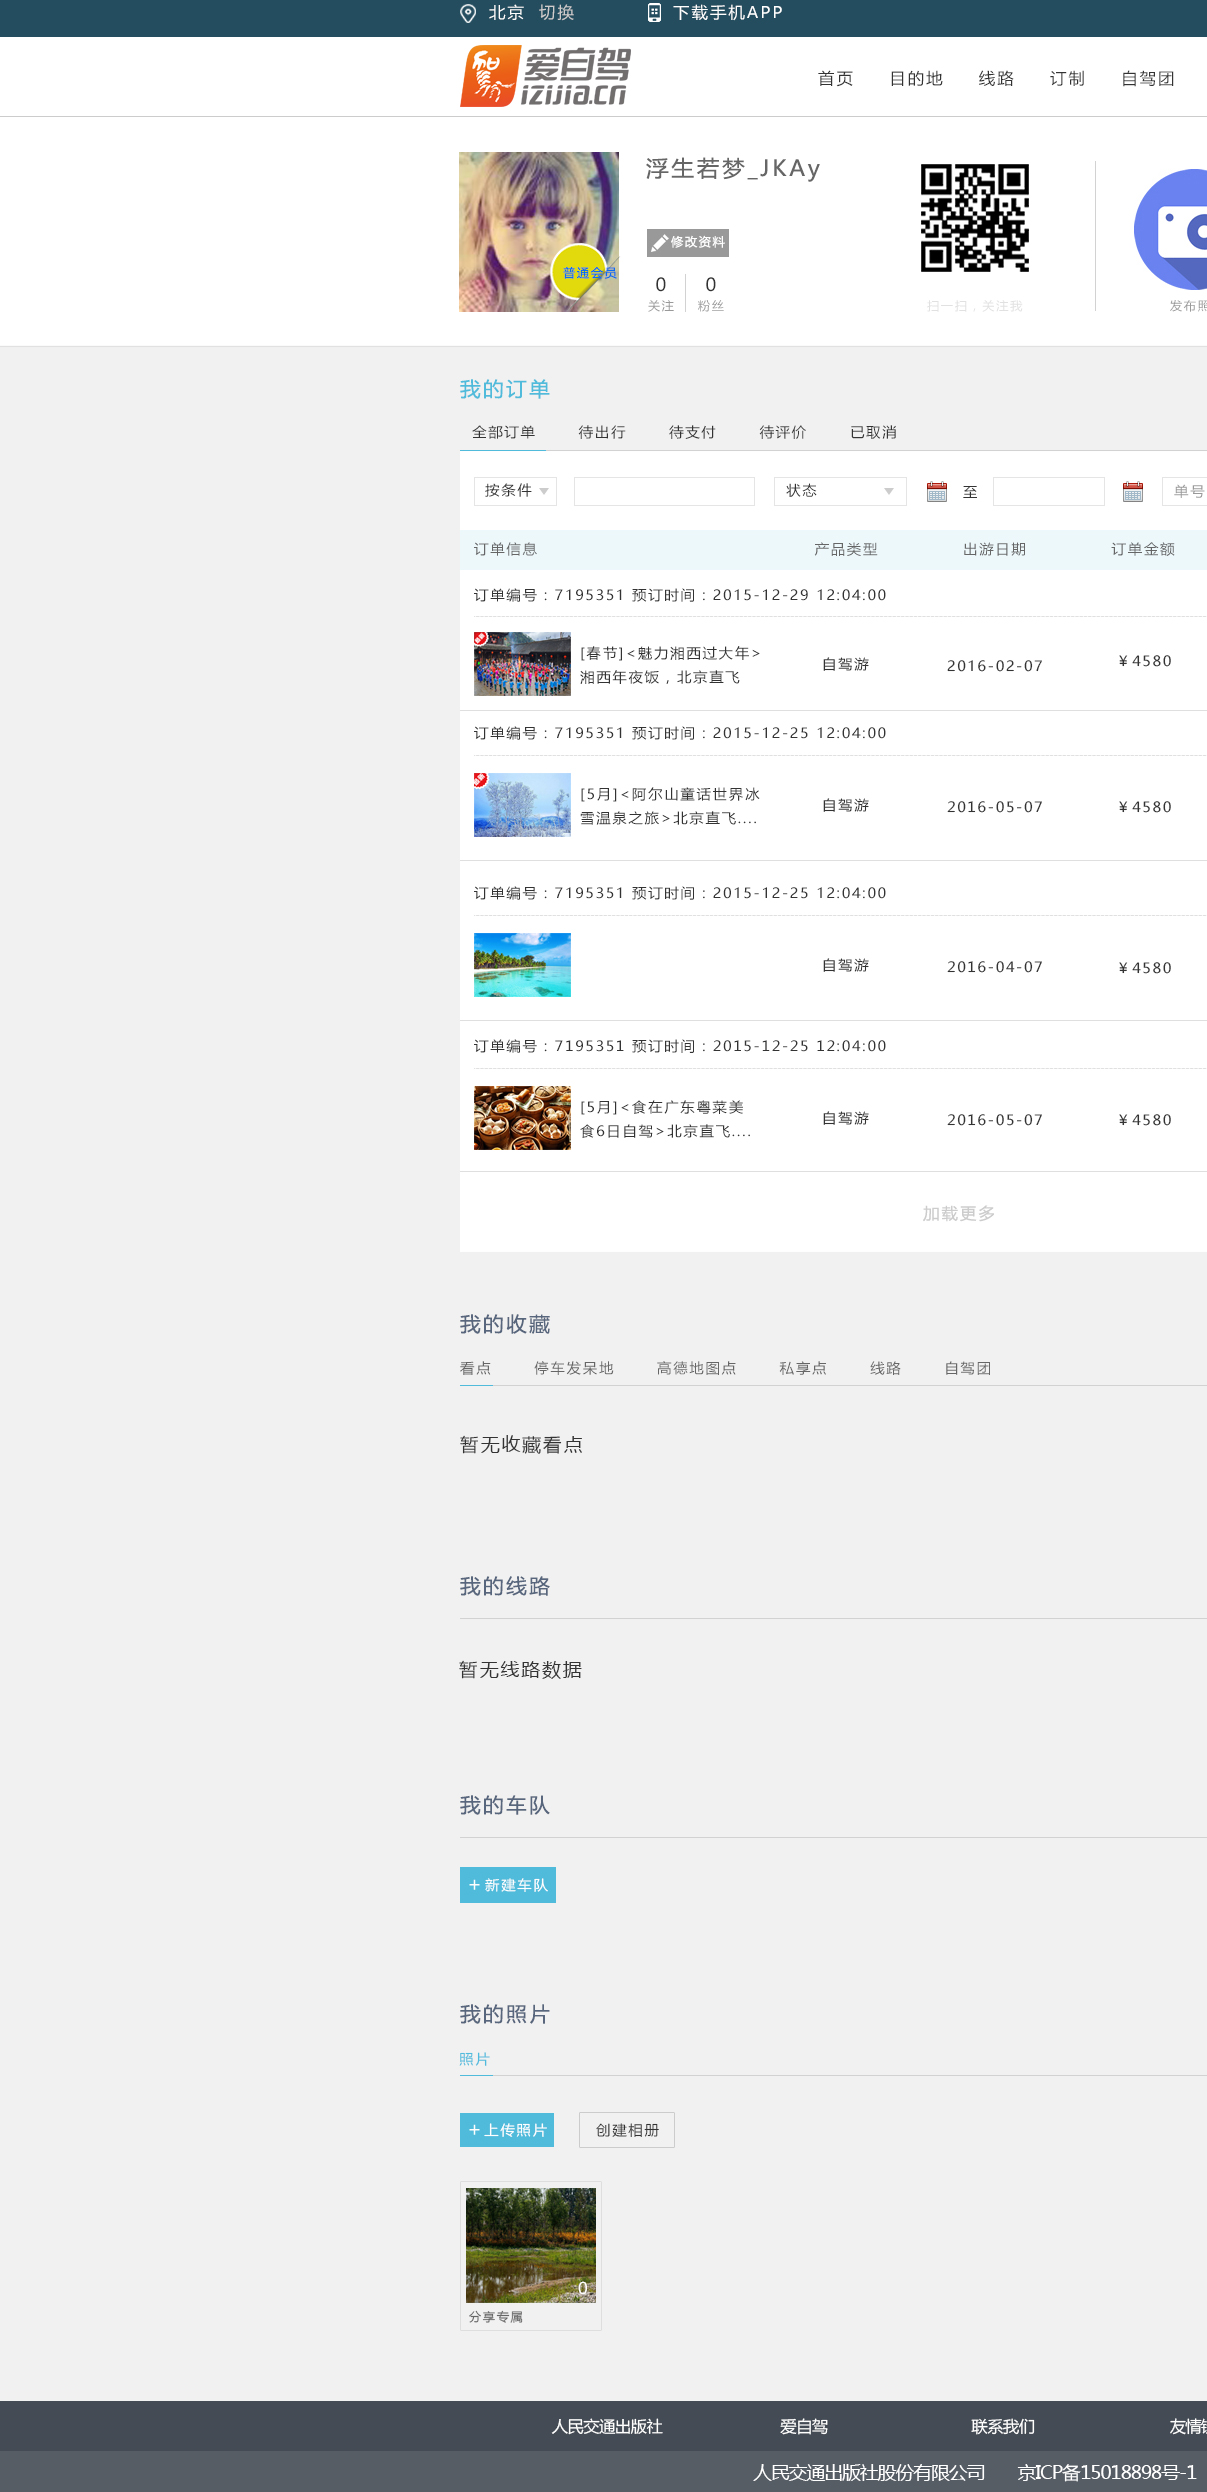 北京 切换 下载手机APP
爱自驾
izijia.cn
首页 目的地 线路 订制 自驾团
浮生若梦_JKAy
修改资料
普通会员
0 0
关注 粉丝
扫一扫，关注我
发布照
我的订单
全部订单 待出行 待支付 待评价 已取消
按条件 状态 至 单号
订单信息 产品类型 出游日期 订单金额
订单编号：7195351 预订时间：2015-12-29 12:04:00
[春节]<魅力湘西过大年>
湘西年夜饭，北京直飞
自驾游 2016-02-07 ¥4580
订单编号：7195351 预订时间：2015-12-25 12:04:00
[5月]<阿尔山童话世界冰
雪温泉之旅>北京直飞....
自驾游 2016-05-07 ¥4580
订单编号：7195351 预订时间：2015-12-25 12:04:00
自驾游 2016-04-07 ¥4580
订单编号：7195351 预订时间：2015-12-25 12:04:00
[5月]<食在广东粤菜美
食6日自驾>北京直飞....
自驾游 2016-05-07 ¥4580
加载更多
我的收藏
看点 停车发呆地 高德地图点 私享点 线路 自驾团
暂无收藏看点
我的线路
暂无线路数据
我的车队
+ 新建车队
我的照片
照片
+ 上传照片 创建相册
0
分享专属
人民交通出版社 爱自驾 联系我们 友情链
人民交通出版社股份有限公司 京ICP备15018898号-1